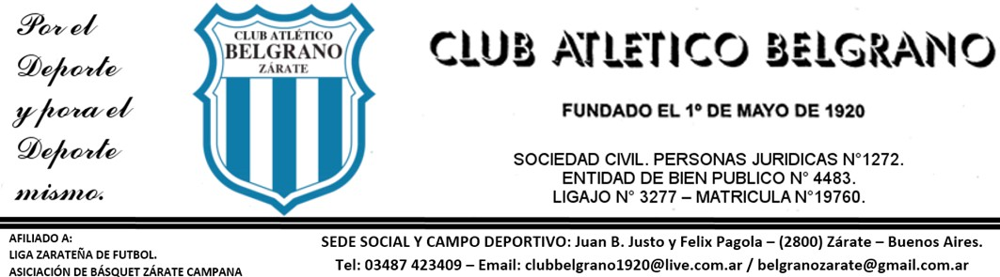 Por el
Deporte
y pora el
Deporte
mismo.
CLUB ATLÉTICO
BELGRANO
ZÁRATE
CLUB ATLETICO BELGRANO
FUNDADO EL 1º DE MAYO DE 1920
SOCIEDAD CIVIL. PERSONAS JURIDICAS N°1272.
ENTIDAD DE BIEN PUBLICO N° 4483.
LIGAJO N° 3277 – MATRICULA N°19760.
AFILIADO A:
LIGA ZARATEÑA DE FUTBOL.
ASICIACIÓN DE BÁSQUET ZÁRATE CAMPANA
SEDE SOCIAL Y CAMPO DEPORTIVO: Juan B. Justo y Felix Pagola – (2800) Zárate – Buenos Aires.
Tel: 03487 423409 – Email: clubbelgrano1920@live.com.ar / belgranozarate@gmail.com.ar